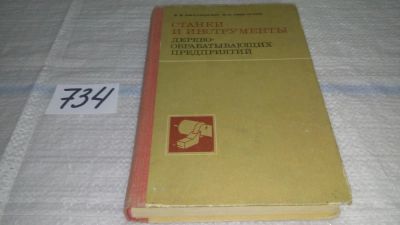 734
СТАНКИ
И ИНСТРУМЕНТЫ
ДЕРЕВО-
ОБРАБАТЫВАЮЩИХ
ПРЕДПРИЯТИЙ